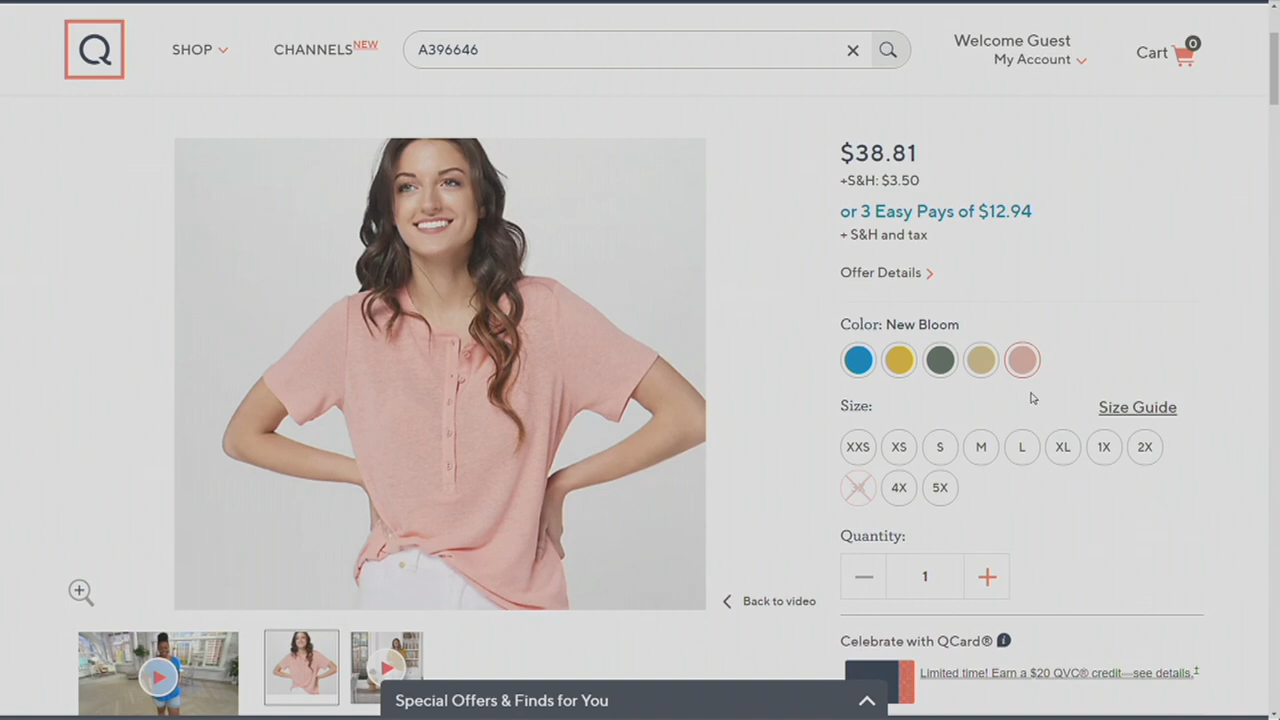 Q
SHOP
CHANNELS NEW
A396646
Welcome Guest
My Account
Cart 0
$38.81
+S&H: $3.50
or 3 Easy Pays of $12.94
+ S&H and tax
Offer Details
Color: New Bloom
Size:
Size Guide
XXS XS S M L XL 1X 2X
3X 4X 5X
Quantity:
1
Back to video
Celebrate with QCard®
Limited time! Earn a $20 QVC® credit—see details.‡
Special Offers & Finds for You